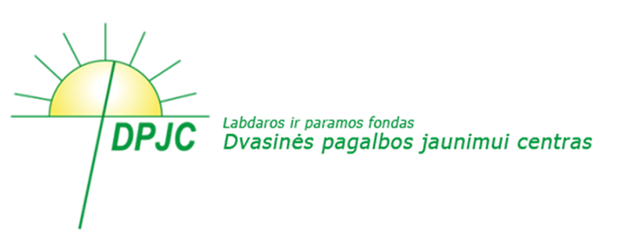 DPJC
Labdaros ir paramos fondas
Dvasinės pagalbos jaunimui centras